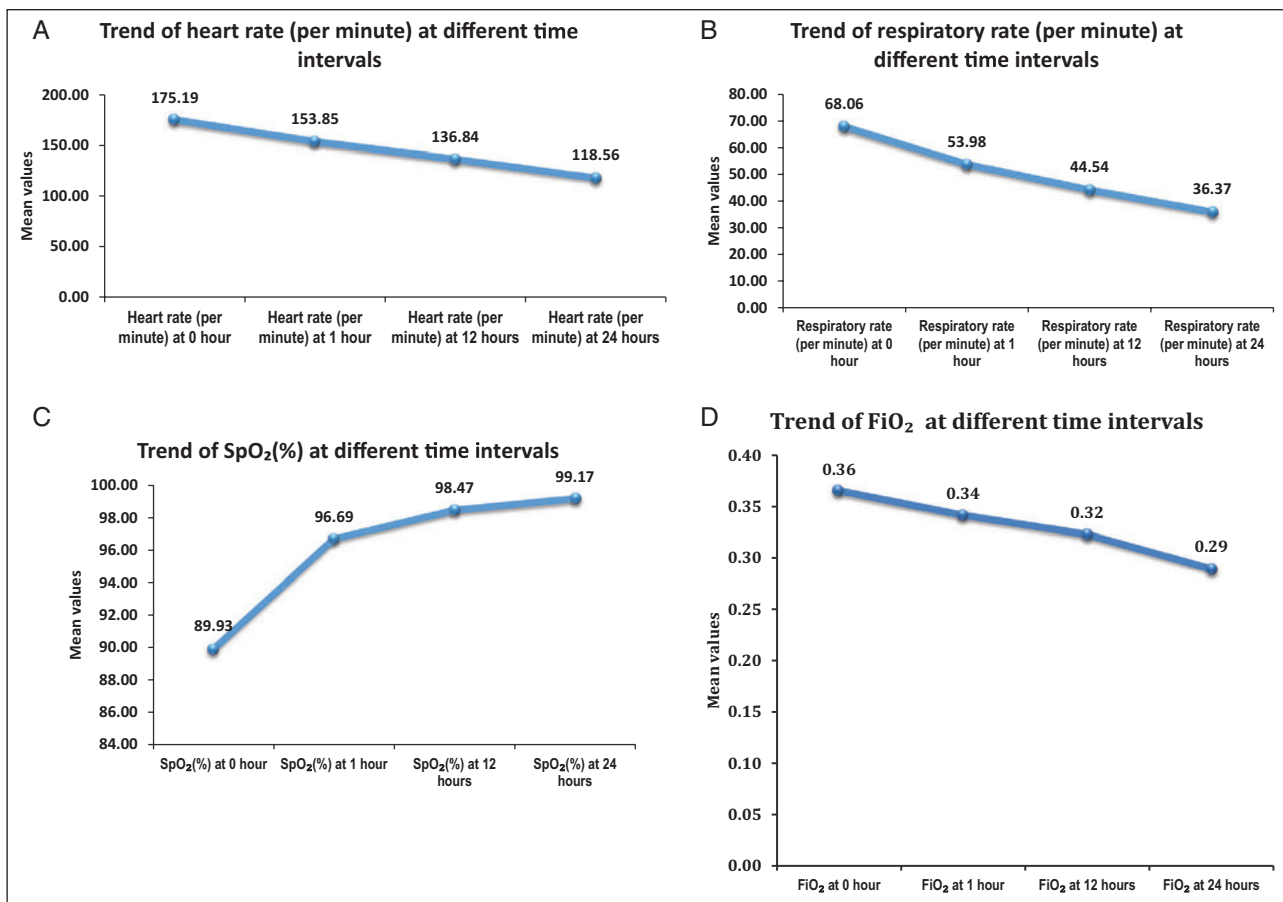 A
Trend of heart rate (per minute) at different time
intervals
Mean values
200.00
150.00
100.00
50.00
0.00
175.19
153.85
136.84
118.56
Heart rate (per Heart rate (per Heart rate (per Heart rate (per
minute) at 0 hour minute) at 1 hour minute) at 12 hours minute) at 24 hours
B
Trend of respiratory rate (per minute) at
different time intervals
Mean values
80.00
70.00
60.00
50.00
40.00
30.00
20.00
10.00
0.00
68.06
53.98
44.54
36.37
Respiratory rate Respiratory rate Respiratory rate Respiratory rate
(per minute) at 0 (per minute) at 1 (per minute) at 12 (per minute) at 24
hour hour hours hours
C
Trend of SpO₂(%) at different time intervals
Mean values
100.00
98.00
96.00
94.00
92.00
90.00
88.00
86.00
84.00
89.93
96.69
98.47
99.17
SpO₂(%) at 0 hour SpO₂(%) at 1 hour SpO₂(%) at 12 SpO₂(%) at 24
hours hours
D
Trend of FiO₂ at different time intervals
Mean values
0.40
0.35
0.30
0.25
0.20
0.15
0.10
0.05
0.00
0.36
0.34
0.32
0.29
FiO₂ at 0 hour FiO₂ at 1 hour FiO₂ at 12 hours FiO₂ at 24 hours